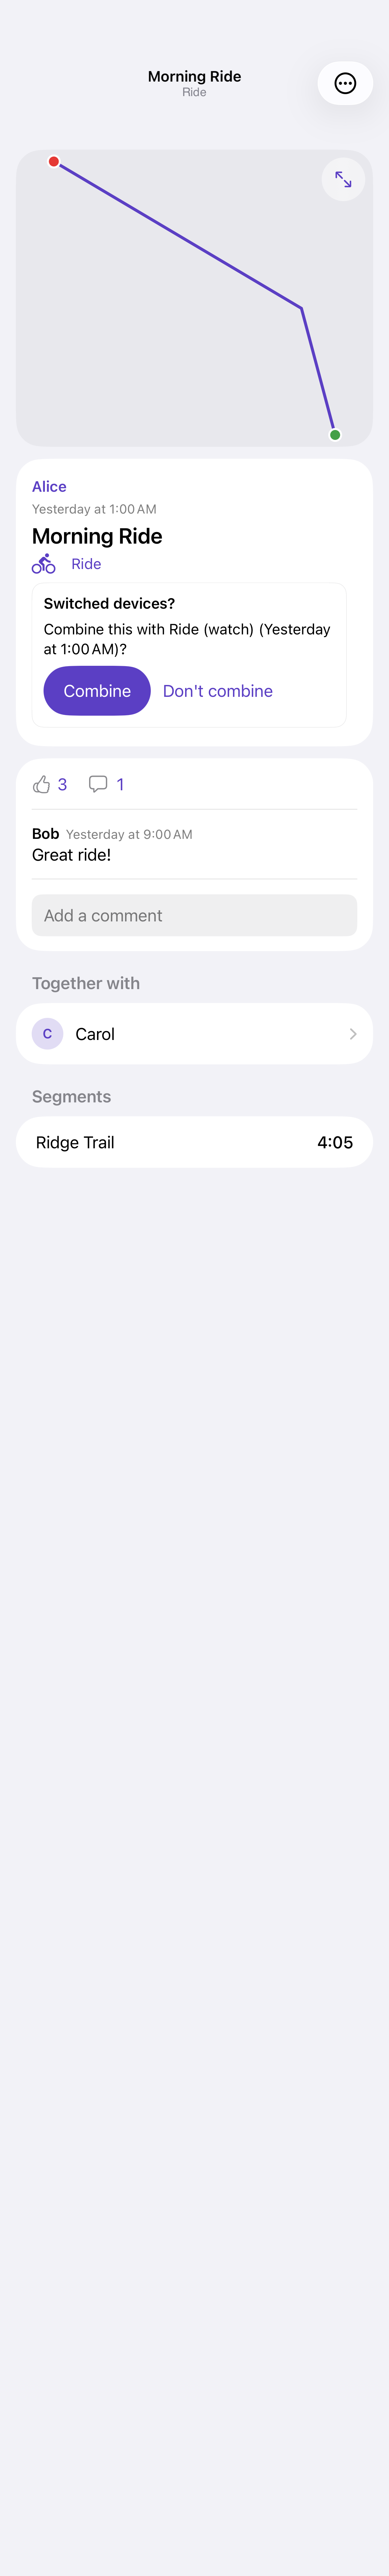 Morning Ride
Ride
Alice
Yesterday at 1:00 AM
Morning Ride
Ride
Switched devices?
Combine this with Ride (watch) (Yesterday
at 1:00 AM)?
Combine
Don't combine
3
1
Bob Yesterday at 9:00 AM
Great ride!
Add a comment
Together with
C
Carol
Segments
Ridge Trail
4:05